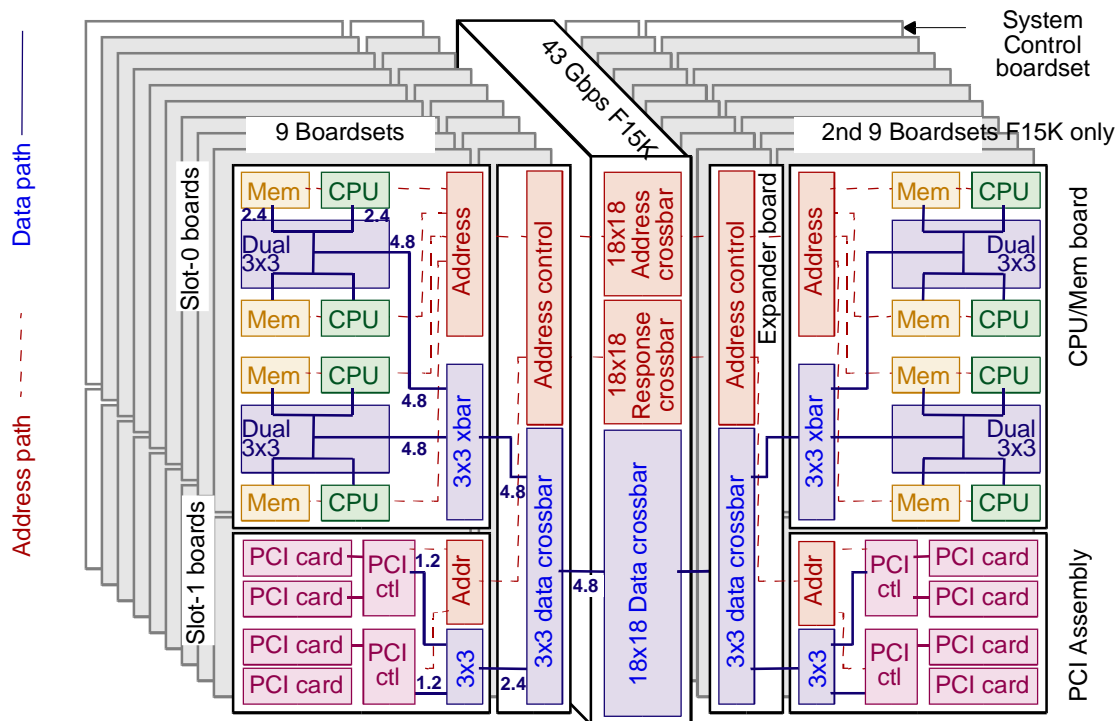 System
Control
boardset
43 Gbps F15K
9 Boardsets
2nd 9 Boardsets F15K only
Data path
Address path
Slot-0 boards
Slot-1 boards
Mem
CPU
2.4
2.4
Dual
3x3
4.8
Mem
CPU
Mem
CPU
4.8
Dual
3x3
4.8
Mem
CPU
Address
3x3 xbar
4.8
Address control
3x3 data crossbar
18x18
Address
crossbar
18x18
Response
crossbar
18x18 Data crossbar
4.8
Address control
3x3 data crossbar
Expander board
Address
3x3 xbar
Mem
CPU
Dual
3x3
Mem
CPU
Mem
CPU
Dual
3x3
Mem
CPU
CPU/Mem board
PCI card
PCI card
PCI ctl
1.2
Addr
PCI card
PCI card
PCI ctl
1.2
3x3
2.4
Addr
3x3
PCI ctl
PCI card
PCI card
PCI ctl
PCI card
PCI card
PCI Assembly